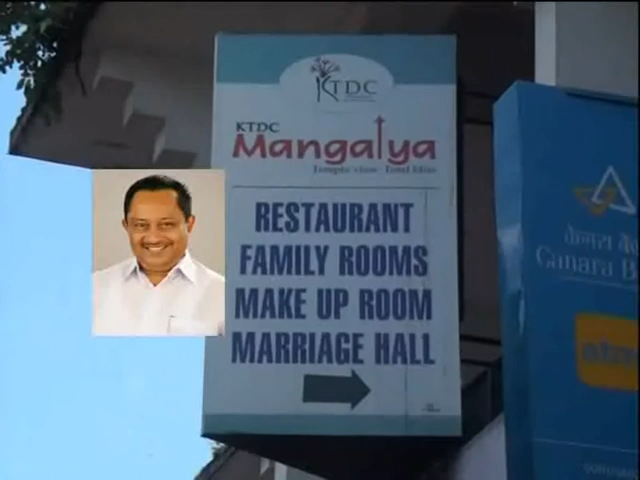 KTDC
KTDC
Mangalya
RESTAURANT
FAMILY ROOMS
MAKE UP ROOM
MARRIAGE HALL
Canara